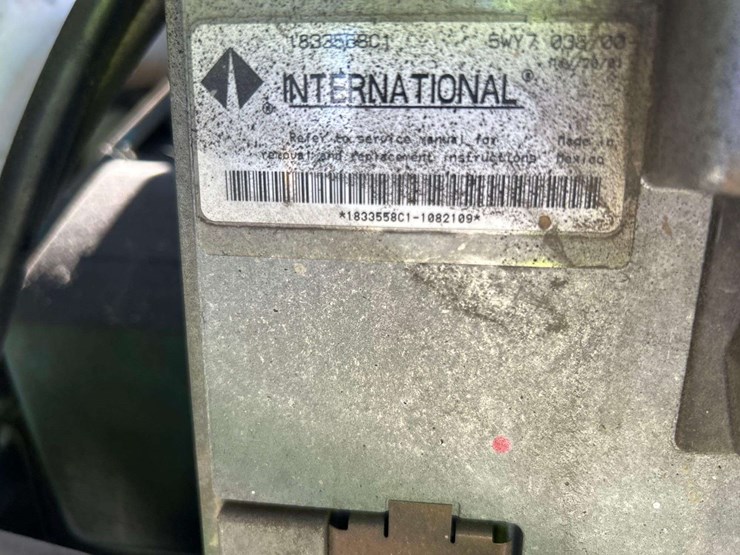 1833558C1 5WY7 038/00
INTERNATIONAL®
®
Refer to service manual for
removal and replacement instructions
Made in
Mexico
*1833558C1-1082109*